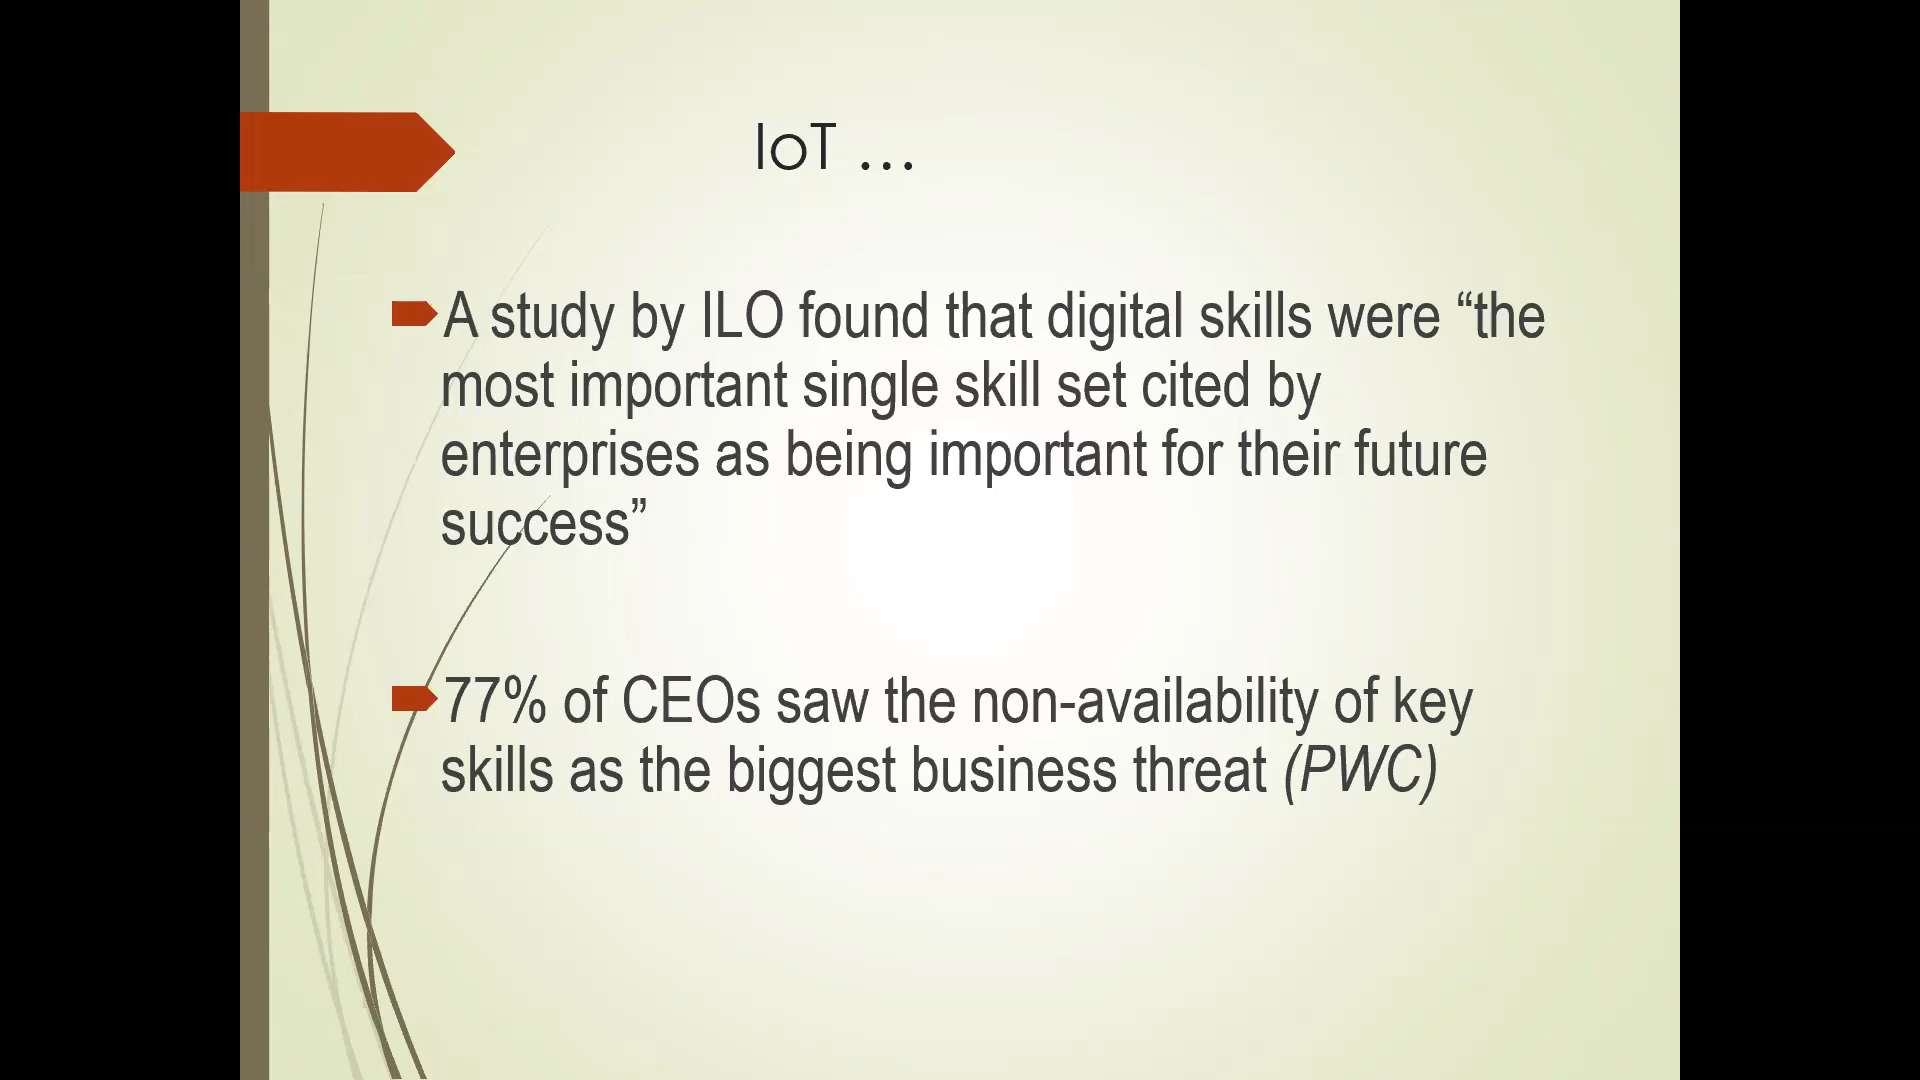 IoT ...
A study by ILO found that digital skills were “the
most important single skill set cited by
enterprises as being important for their future
success”
77% of CEOs saw the non-availability of key
skills as the biggest business threat (PWC)